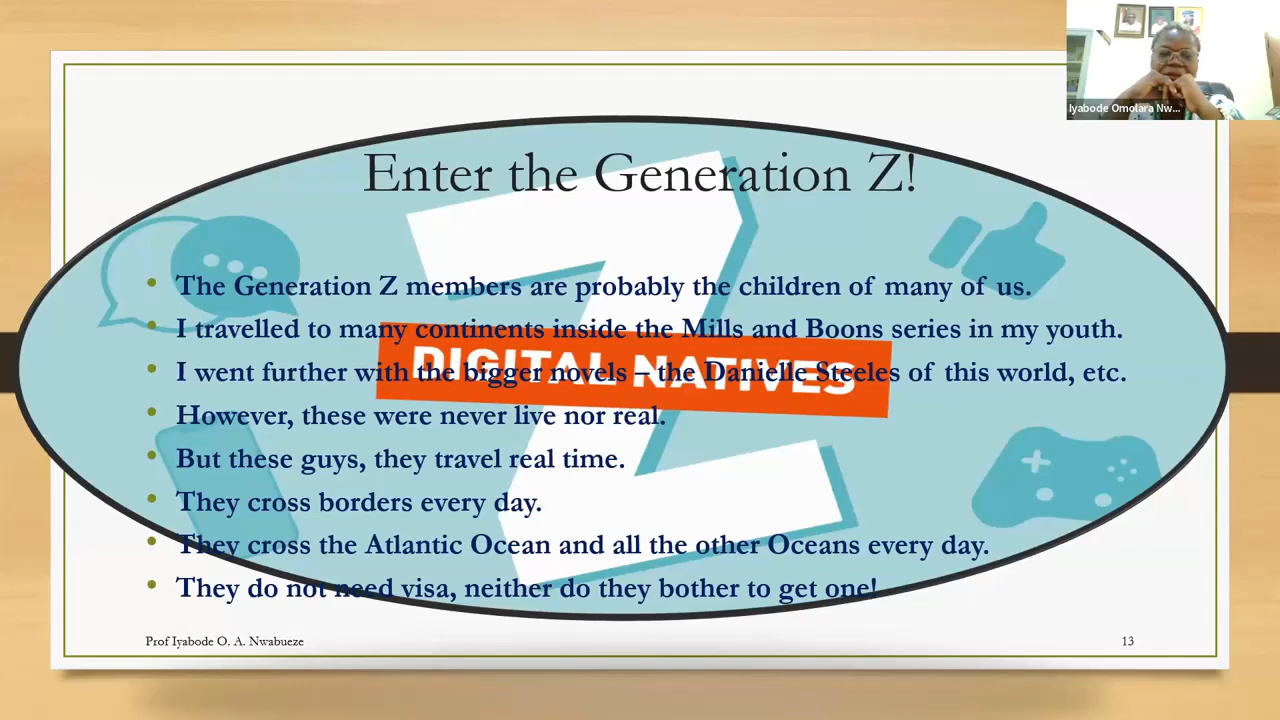 Iyabode Omolara Nw...
Enter the Generation Z!
• The Generation Z members are probably the children of many of us.
• I travelled to many continents inside the Mills and Boons series in my youth.
DIGITAL NATIVES
• I went further with the bigger novels – the Danielle Steeles of this world, etc.
• However, these were never live nor real.
• But these guys, they travel real time.
• They cross borders every day.
• They cross the Atlantic Ocean and all the other Oceans every day.
• They do not need visa, neither do they bother to get one!
Prof Iyabode O. A. Nwabueze
13